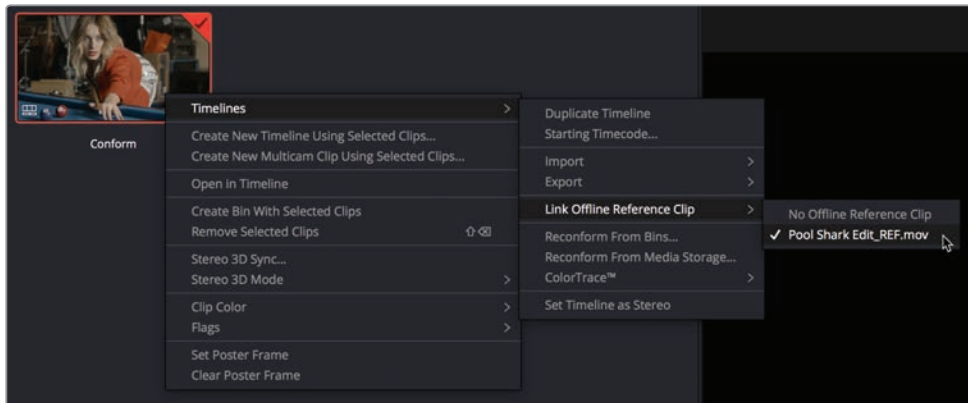 Conform
Timelines
Create New Timeline Using Selected Clips...
Create New Multicam Clip Using Selected Clips...
Open in Timeline
Create Bin With Selected Clips
Remove Selected Clips
Stereo 3D Sync...
Stereo 3D Mode
Clip Color
Flags
Set Poster Frame
Clear Poster Frame
Duplicate Timeline
Starting Timecode...
Import
Export
Link Offline Reference Clip
Reconform From Bins...
Reconform From Media Storage...
ColorTrace™
Set Timeline as Stereo
No Offline Reference Clip
Pool Shark Edit_REF.mov